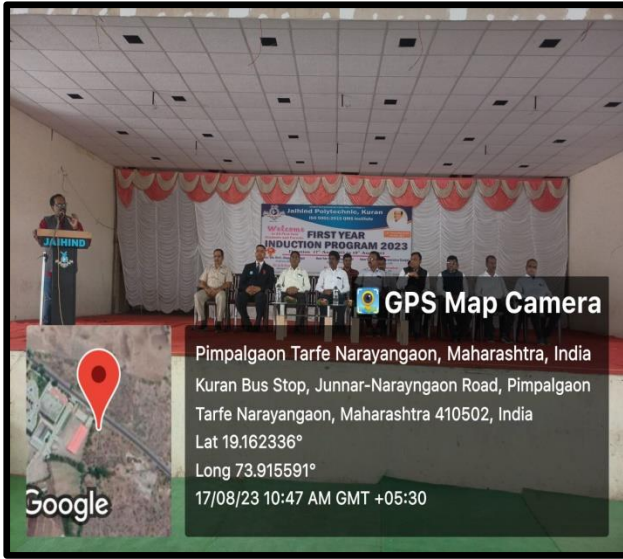 JAIHIND
Jaihind Polytechnic, Kuran
Welcome
FIRST YEAR
INDUCTION PROGRAM 2023
GPS Map Camera
Pimpalgaon Tarfe Narayangaon, Maharashtra, India
Kuran Bus Stop, Junnar-Narayngaon Road, Pimpalgaon
Tarfe Narayangaon, Maharashtra 410502, India
Lat 19.162336°
Long 73.915591°
17/08/23 10:47 AM GMT +05:30
Google